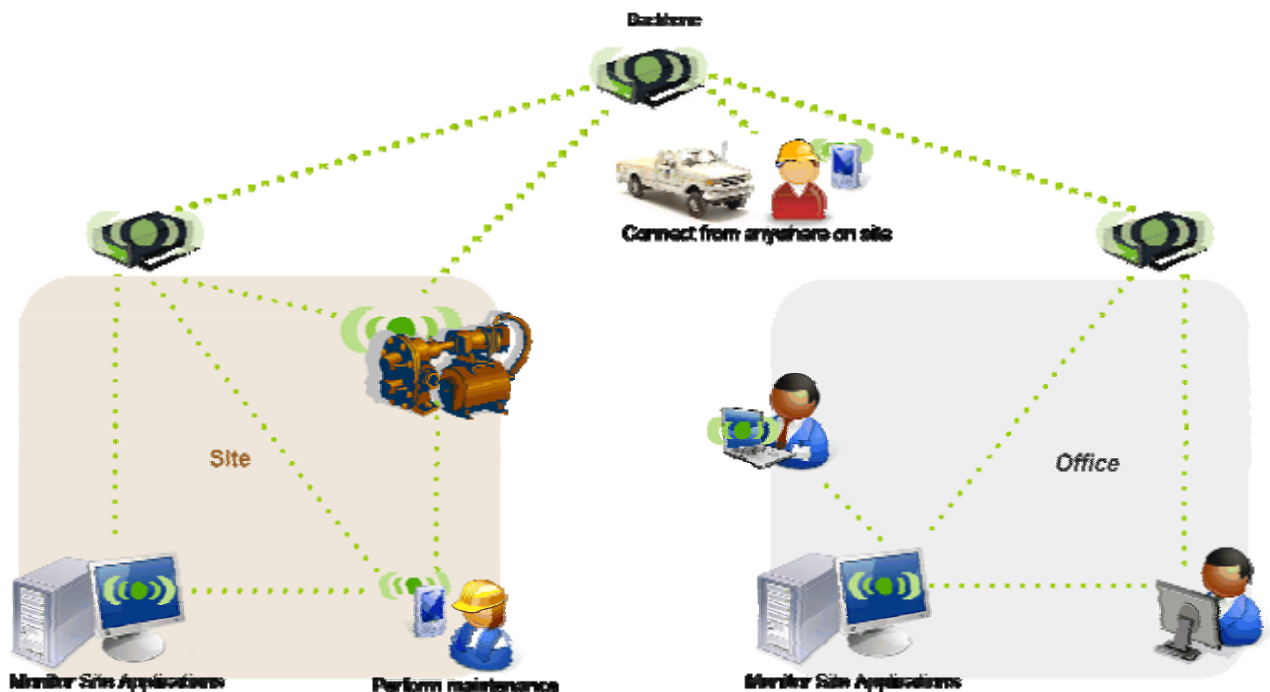 Backbone
Connect from anywhere on site
Site
Office
Monitor Site Applications
Perform maintenance
Monitor Site Applications